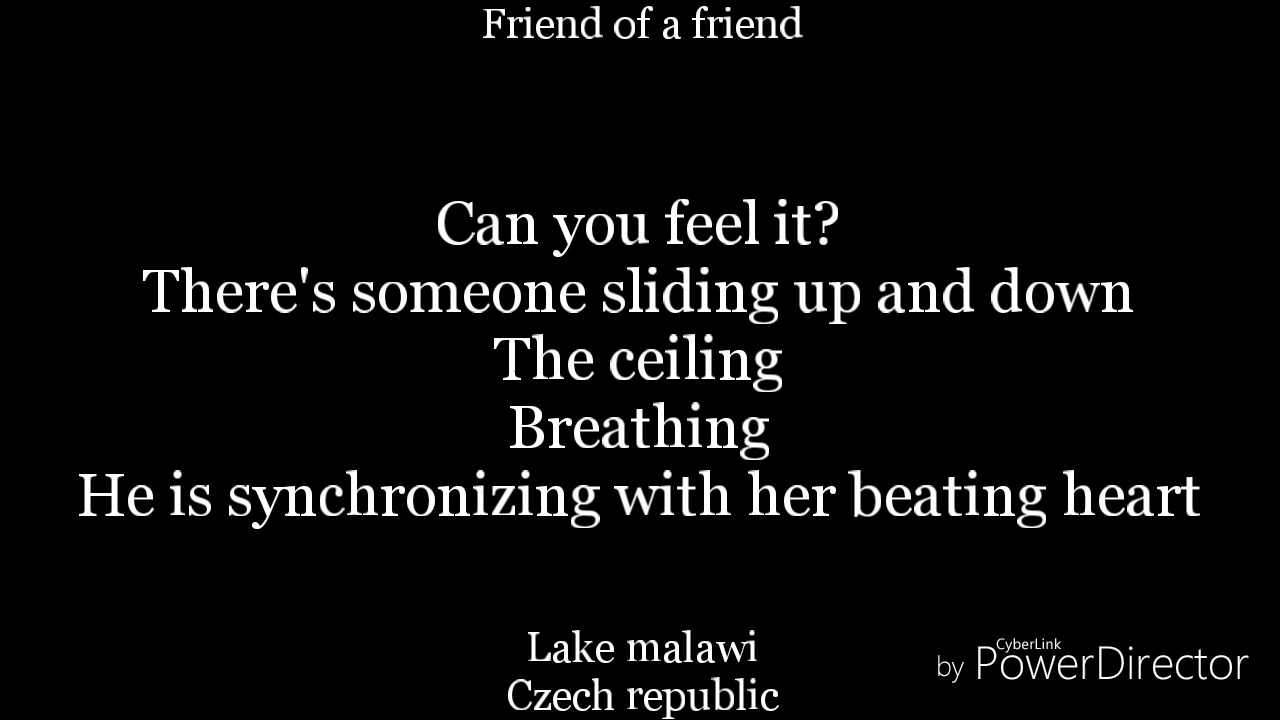 Friend of a friend
Can you feel it?
There's someone sliding up and down
The ceiling
Breathing
He is synchronizing with her beating heart
Lake malawi
Czech republic
CyberLink
by PowerDirector